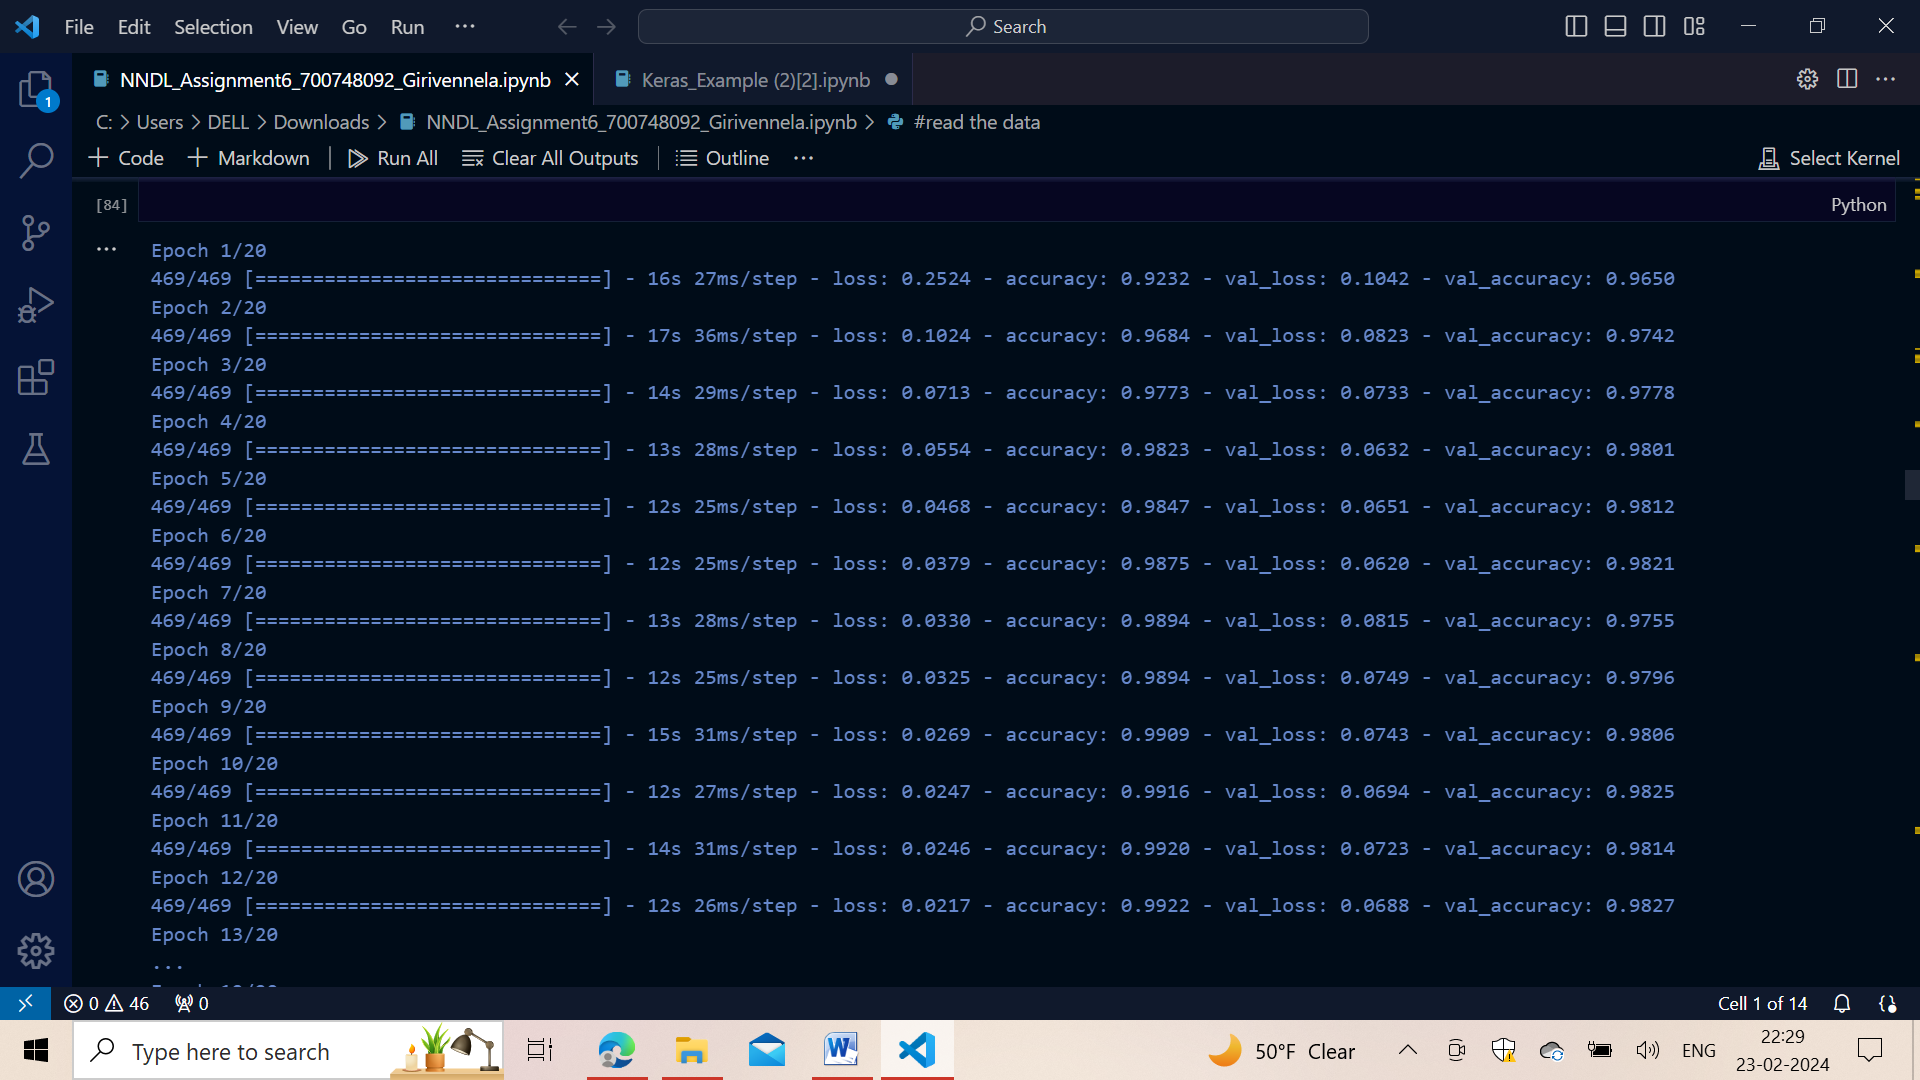 File Edit Selection View Go Run ··· Search
NNDL_Assignment6_700748092_Girivennela.ipynb Keras_Example (2)[2].ipynb
1
C: > Users > DELL > Downloads > NNDL_Assignment6_700748092_Girivennela.ipynb > #read the data
+ Code + Markdown Run All Clear All Outputs Outline ··· Select Kernel
[84] Python
Epoch 1/20
469/469 [==============================] - 16s 27ms/step - loss: 0.2524 - accuracy: 0.9232 - val_loss: 0.1042 - val_accuracy: 0.9650
Epoch 2/20
469/469 [==============================] - 17s 36ms/step - loss: 0.1024 - accuracy: 0.9684 - val_loss: 0.0823 - val_accuracy: 0.9742
Epoch 3/20
469/469 [==============================] - 14s 29ms/step - loss: 0.0713 - accuracy: 0.9773 - val_loss: 0.0733 - val_accuracy: 0.9778
Epoch 4/20
469/469 [==============================] - 13s 28ms/step - loss: 0.0554 - accuracy: 0.9823 - val_loss: 0.0632 - val_accuracy: 0.9801
Epoch 5/20
469/469 [==============================] - 12s 25ms/step - loss: 0.0468 - accuracy: 0.9847 - val_loss: 0.0651 - val_accuracy: 0.9812
Epoch 6/20
469/469 [==============================] - 12s 25ms/step - loss: 0.0379 - accuracy: 0.9875 - val_loss: 0.0620 - val_accuracy: 0.9821
Epoch 7/20
469/469 [==============================] - 13s 28ms/step - loss: 0.0330 - accuracy: 0.9894 - val_loss: 0.0815 - val_accuracy: 0.9755
Epoch 8/20
469/469 [==============================] - 12s 25ms/step - loss: 0.0325 - accuracy: 0.9894 - val_loss: 0.0749 - val_accuracy: 0.9796
Epoch 9/20
469/469 [==============================] - 15s 31ms/step - loss: 0.0269 - accuracy: 0.9909 - val_loss: 0.0743 - val_accuracy: 0.9806
Epoch 10/20
469/469 [==============================] - 12s 27ms/step - loss: 0.0247 - accuracy: 0.9916 - val_loss: 0.0694 - val_accuracy: 0.9825
Epoch 11/20
469/469 [==============================] - 14s 31ms/step - loss: 0.0246 - accuracy: 0.9920 - val_loss: 0.0723 - val_accuracy: 0.9814
Epoch 12/20
469/469 [==============================] - 12s 26ms/step - loss: 0.0217 - accuracy: 0.9922 - val_loss: 0.0688 - val_accuracy: 0.9827
Epoch 13/20
...
0 46 0 Cell 1 of 14
Type here to search 50°F Clear ENG 22:29
23-02-2024